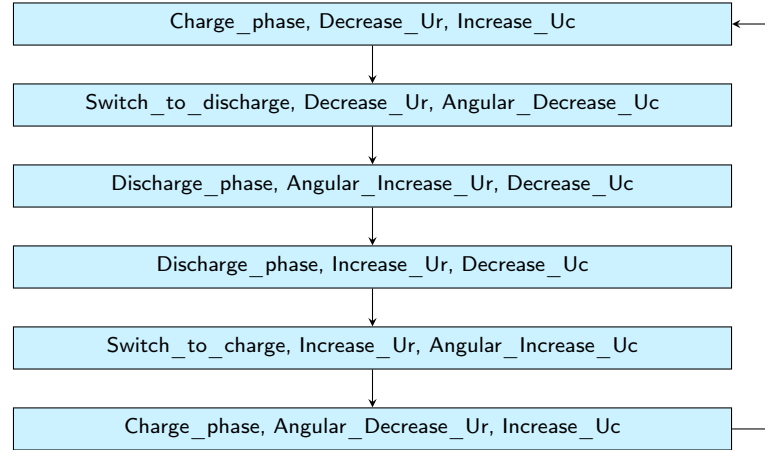 Charge_phase, Decrease_Ur, Increase_Uc
Switch_to_discharge, Decrease_Ur, Angular_Decrease_Uc
Discharge_phase, Angular_Increase_Ur, Decrease_Uc
Discharge_phase, Increase_Ur, Decrease_Uc
Switch_to_charge, Increase_Ur, Angular_Increase_Uc
Charge_phase, Angular_Decrease_Ur, Increase_Uc